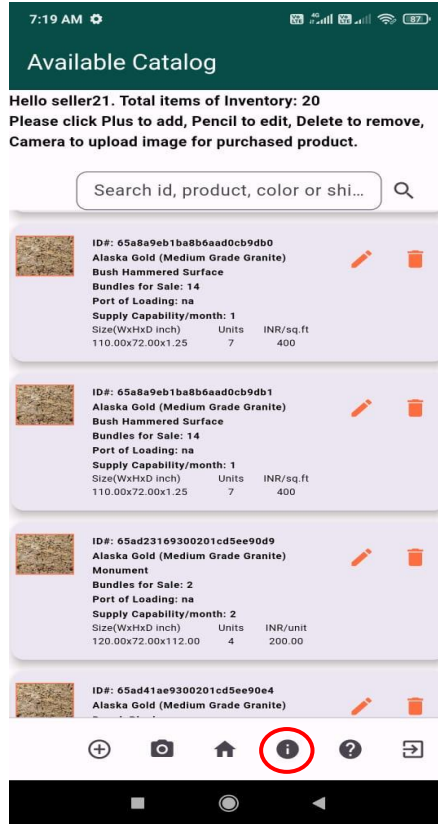 7:19 AM
4G
87
Available Catalog
Hello seller21. Total items of Inventory: 20
Please click Plus to add, Pencil to edit, Delete to remove,
Camera to upload image for purchased product.
Search id, product, color or shi...
ID#: 65a8a9eb1ba8b6aad0cb9db0
Alaska Gold (Medium Grade Granite)
Bush Hammered Surface
Bundles for Sale: 14
Port of Loading: na
Supply Capability/month: 1
Size(WxHxD inch) Units INR/sq.ft
110.00x72.00x1.25 7 400
ID#: 65a8a9eb1ba8b6aad0cb9db1
Alaska Gold (Medium Grade Granite)
Bush Hammered Surface
Bundles for Sale: 14
Port of Loading: na
Supply Capability/month: 1
Size(WxHxD inch) Units INR/sq.ft
110.00x72.00x1.25 7 400
ID#: 65ad23169300201cd5ee90d9
Alaska Gold (Medium Grade Granite)
Monument
Bundles for Sale: 2
Port of Loading: na
Supply Capability/month: 2
Size(WxHxD inch) Units INR/unit
120.00x72.00x112.00 4 200.00
ID#: 65ad41ae9300201cd5ee90e4
Alaska Gold (Medium Grade Granite)